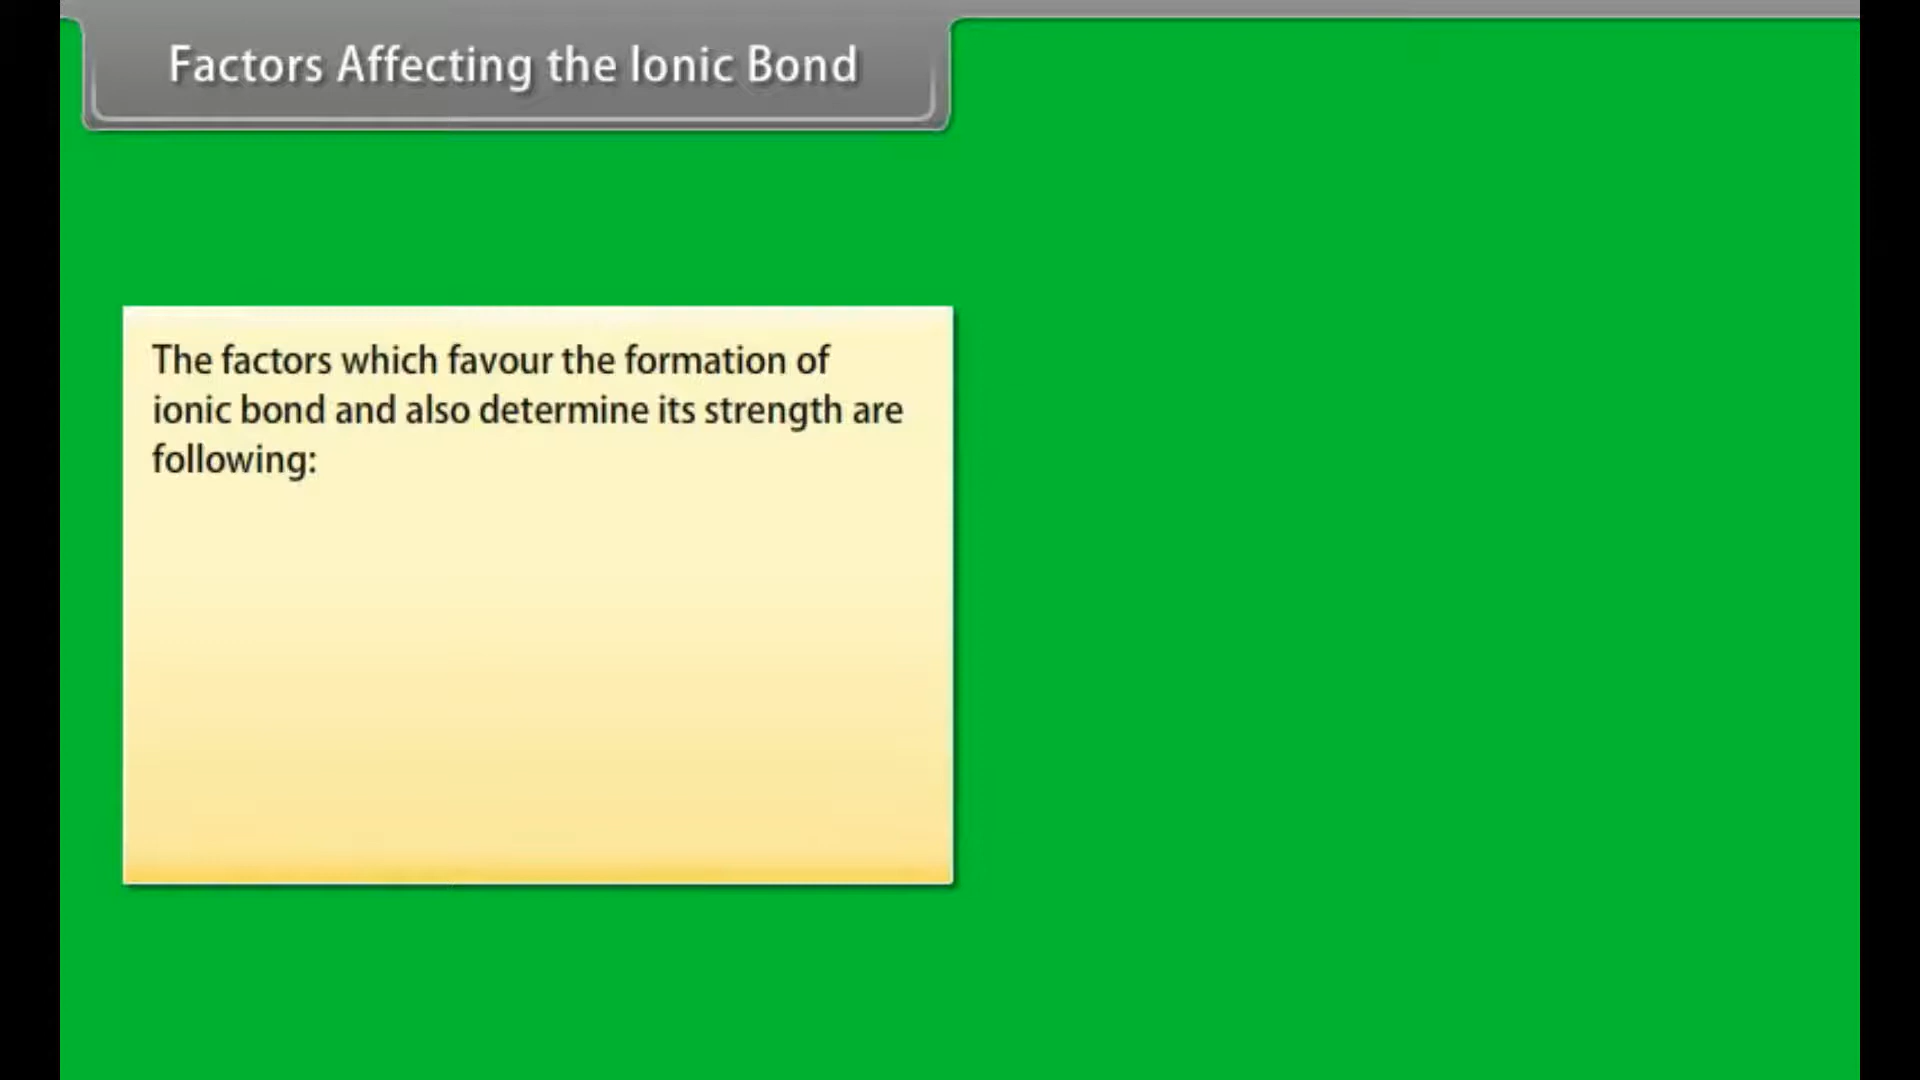 Factors Affecting the Ionic Bond
The factors which favour the formation of
ionic bond and also determine its strength are
following: